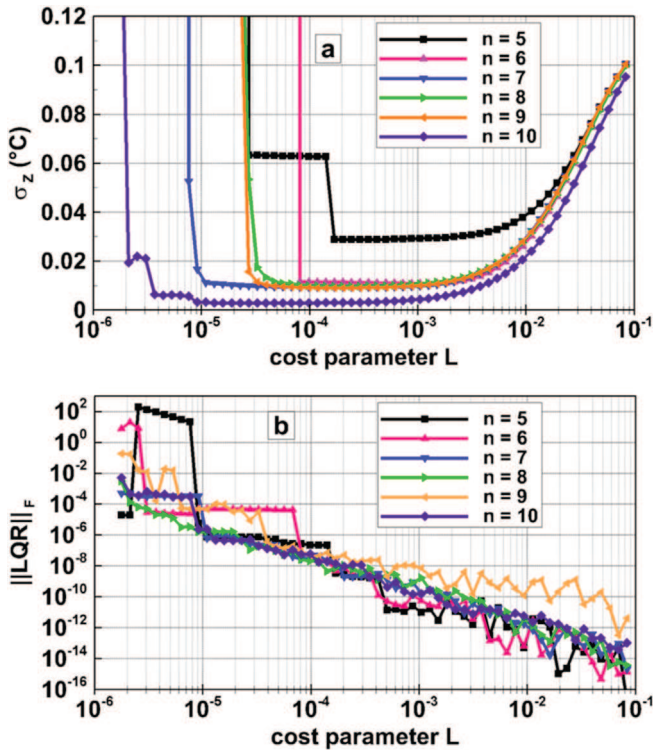 a
0.12
0.1
0.08
0.06
0.04
0.02
0
σz (°C)
n = 5
n = 6
n = 7
n = 8
n = 9
n = 10
10-6 10-5 10-4 10-3 10-2 10-1
cost parameter L
b
102
100
10-2
10-4
10-6
10-8
10-10
10-12
10-14
10-16
||LQR||F
n = 5
n = 6
n = 7
n = 8
n = 9
n = 10
10-6 10-5 10-4 10-3 10-2 10-1
cost parameter L